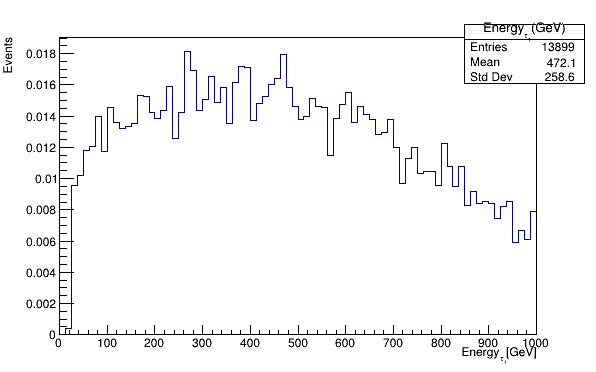 Energy_τ₁ (GeV)
Entries 13899
Mean 472.1
Std Dev 258.6
Events
0.018
0.016
0.014
0.012
0.01
0.008
0.006
0.004
0.002
0
0 100 200 300 400 500 600 700 800 900 1000
Energy_τ₁ [GeV]